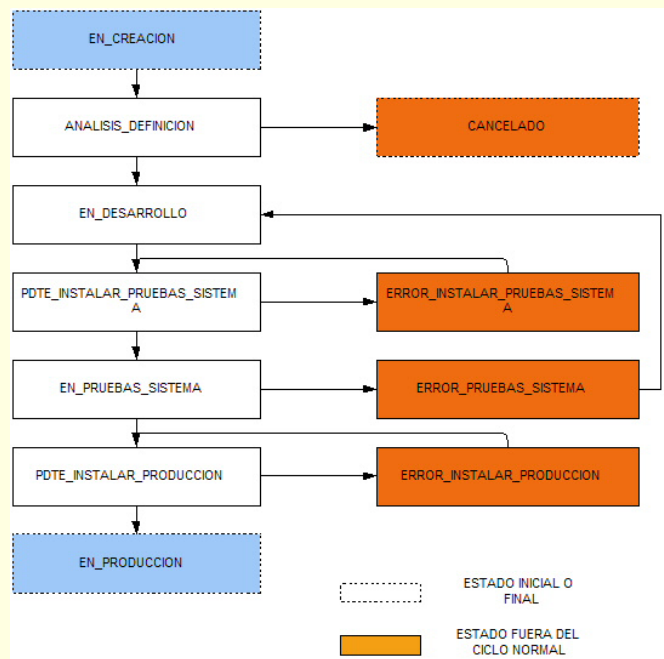 EN_CREACION
ANALISIS_DEFINICION
CANCELADO
EN_DESARROLLO
PDTE_INSTALAR_PRUEBAS_SISTEM
A
ERROR_INSTALAR_PRUEBAS_SISTEM
A
EN_PRUEBAS_SISTEMA
ERROR_PRUEBAS_SISTEMA
PDTE_INSTALAR_PRODUCCION
ERROR_INSTALAR_PRODUCCION
EN_PRODUCCION
ESTADO INICIAL O
FINAL
ESTADO FUERA DEL
CICLO NORMAL